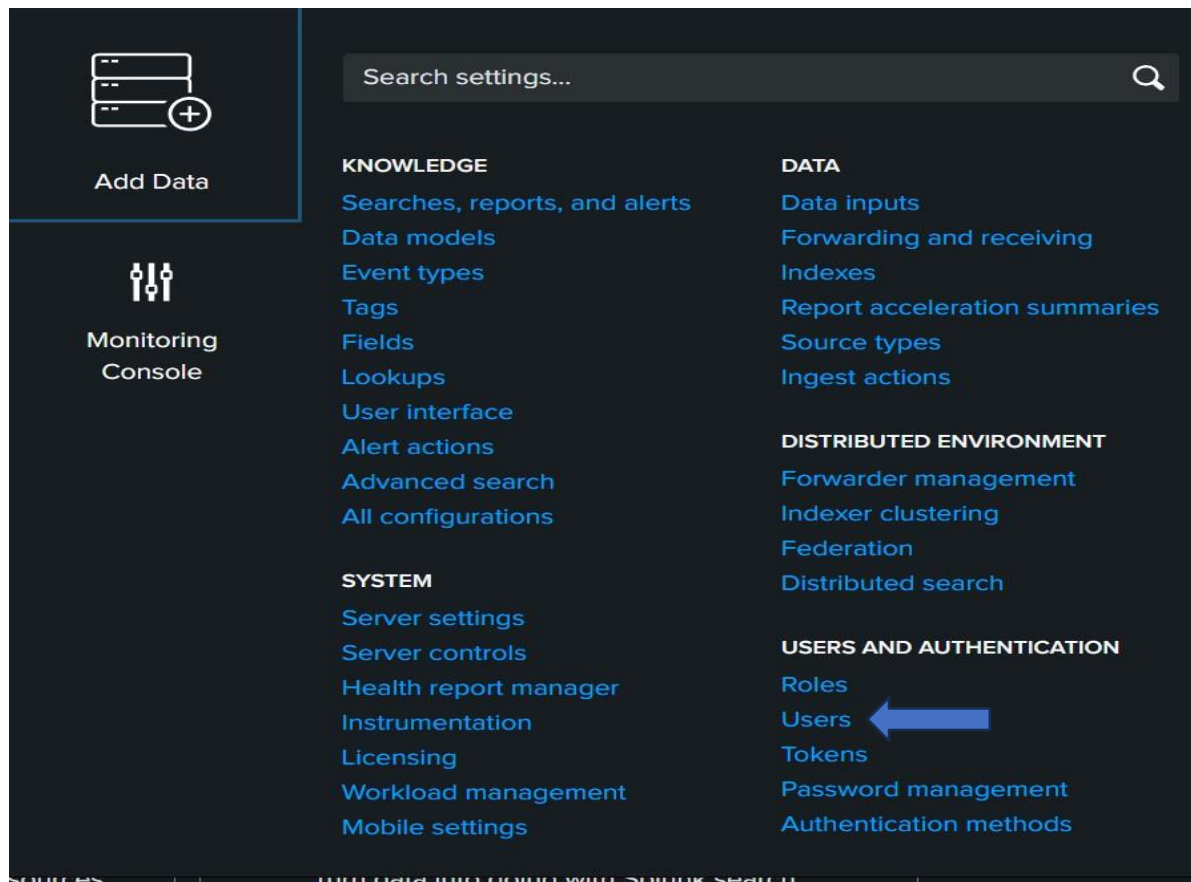 Add Data
Monitoring
Console
Search settings...
KNOWLEDGE
Searches, reports, and alerts
Data models
Event types
Tags
Fields
Lookups
User interface
Alert actions
Advanced search
All configurations
SYSTEM
Server settings
Server controls
Health report manager
Instrumentation
Licensing
Workload management
Mobile settings
DATA
Data inputs
Forwarding and receiving
Indexes
Report acceleration summaries
Source types
Ingest actions
DISTRIBUTED ENVIRONMENT
Forwarder management
Indexer clustering
Federation
Distributed search
USERS AND AUTHENTICATION
Roles
Users
Tokens
Password management
Authentication methods